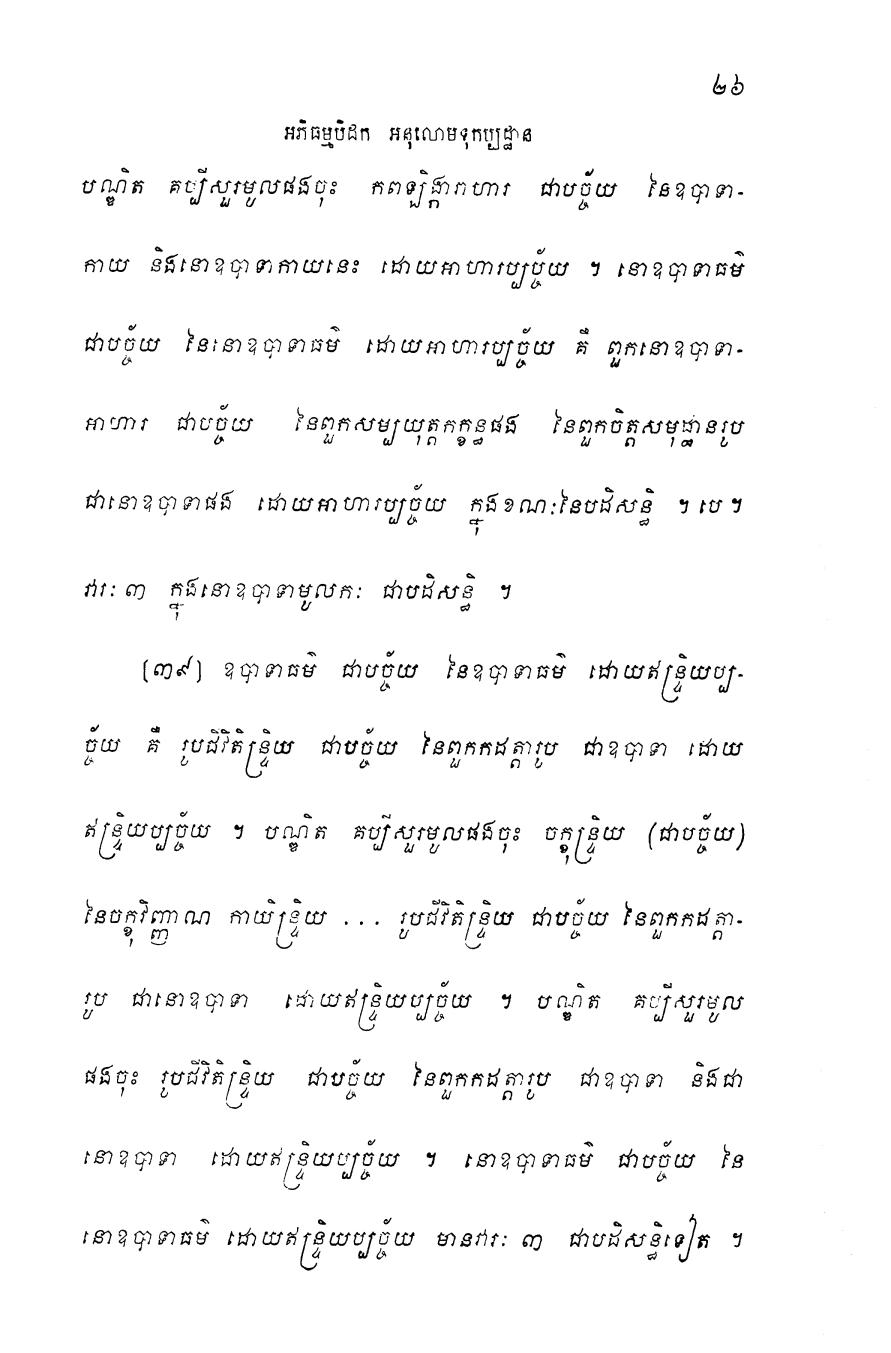 ២៦
អភិធម្មបិដក អនុលោមទុកប្បដ្ឋាន
បណ្ឌិត គប្បីសួរមូលផងចុះ កពឡិង្ការាហារ ជាបច្ច័យ នៃឧបាទា-
កាយ និងនោឧបាទាកាយនេះ ដោយអាហារប្បច្ច័យ ។ នោឧបាទាធម៌
ជាបច្ច័យ នៃនោឧបាទាធម៌ ដោយអាហារប្បច្ច័យ គឺ ពួកនោឧបាទា-
អាហារ ជាបច្ច័យ នៃពួកសម្បយុត្តកក្ខន្ធផង នៃពួកចិត្តសមុដ្ឋានរូប
ជានោឧបាទាផង ដោយអាហារប្បច្ច័យ ក្នុងខណៈនៃបដិសន្ធិ ។ បេ ។
វារៈ ៣ ក្នុងនោឧបាទាមូលកៈ ជាបដិសន្ធិ ។
[៣៩] ឧបាទាធម៌ ជាបច្ច័យ នៃឧបាទាធម៌ ដោយឥន្ទ្រិយប្ប-
ច្ច័យ គឺ រូបជីវិតិន្ទ្រិយ ជាបច្ច័យ នៃពួកកដត្តារូប ជាឧបាទា ដោយ
ឥន្ទ្រិយប្បច្ច័យ ។ បណ្ឌិត គប្បីសួរមូលផងចុះ ចក្ខុន្ទ្រិយ (ជាបច្ច័យ)
នៃចក្ខុវិញ្ញាណ កាយិន្ទ្រិយ ... រូបជីវិតិន្ទ្រិយ ជាបច្ច័យ នៃពួកកដត្តា-
រូប ជានោឧបាទា ដោយឥន្ទ្រិយប្បច្ច័យ ។ បណ្ឌិត គប្បីសួរមូល
ផងចុះ រូបជីវិតិន្ទ្រិយ ជាបច្ច័យ នៃពួកកដត្តារូប ជាឧបាទា និងជា
នោឧបាទា ដោយឥន្ទ្រិយប្បច្ច័យ ។ នោឧបាទាធម៌ ជាបច្ច័យ នៃ
នោឧបាទាធម៌ ដោយឥន្ទ្រិយប្បច្ច័យ មានវារៈ ៣ ជាបដិសន្ធិទៀត ។